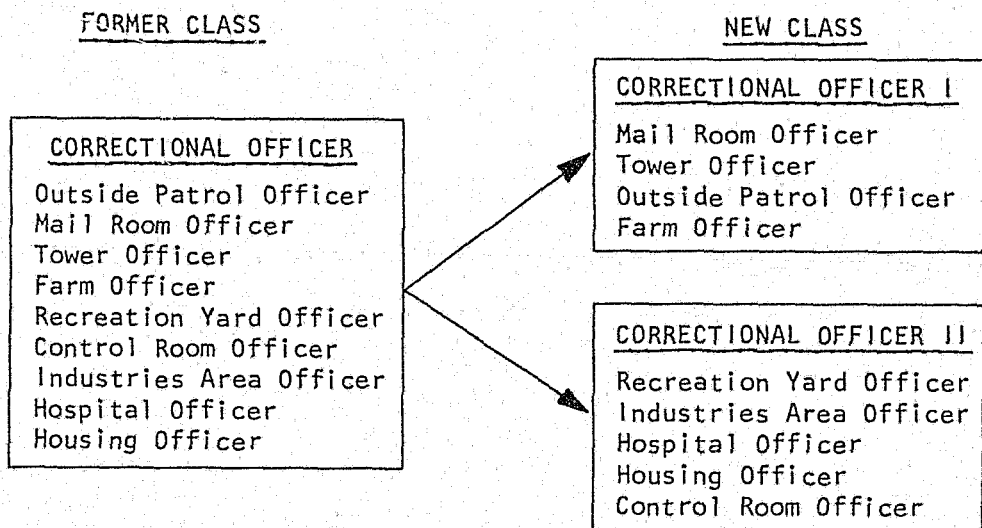 FORMER CLASS
CORRECTIONAL OFFICER
Outside Patrol Officer
Mail Room Officer
Tower Officer
Farm Officer
Recreation Yard Officer
Control Room Officer
Industries Area Officer
Hospital Officer
Housing Officer
NEW CLASS
CORRECTIONAL OFFICER I
Mail Room Officer
Tower Officer
Outside Patrol Officer
Farm Officer
CORRECTIONAL OFFICER II
Recreation Yard Officer
Industries Area Officer
Hospital Officer
Housing Officer
Control Room Officer